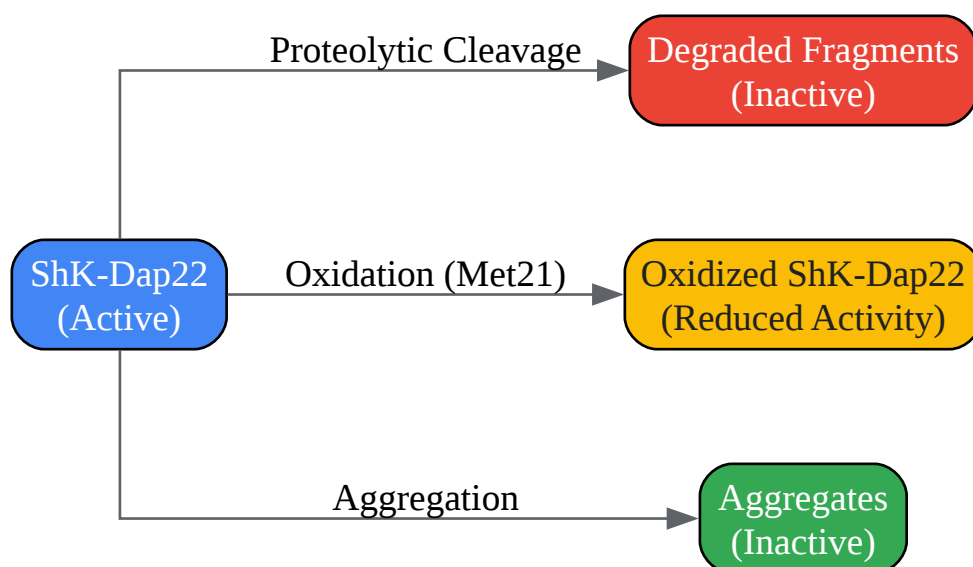 Proteolytic Cleavage
Degraded Fragments
(Inactive)
ShK-Dap22
(Active)
Oxidation (Met21)
Oxidized ShK-Dap22
(Reduced Activity)
Aggregation
Aggregates
(Inactive)